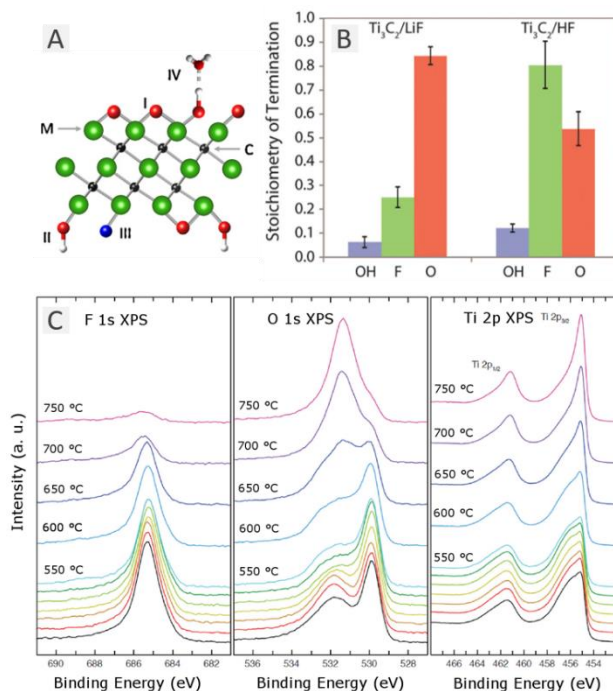 A
IV
I
M
C
II
III
B
Ti₃C₂/LiF
Ti₃C₂/HF
Stoichiometry of Termination
1.0
0.9
0.8
0.7
0.6
0.5
0.4
0.3
0.2
0.1
0.0
OH F O
OH F O
C
F 1s XPS
O 1s XPS
Ti 2p XPS
Ti 2p₃/₂
Ti 2p₁/₂
Intensity (a. u.)
750 °C
700 °C
650 °C
600 °C
550 °C
750 °C
700 °C
650 °C
600 °C
550 °C
750 °C
700 °C
650 °C
600 °C
550 °C
690 688 686 684 682
536 534 532 530 528
466 464 462 460 458 456 454
Binding Energy (eV)
Binding Energy (eV)
Binding Energy (eV)